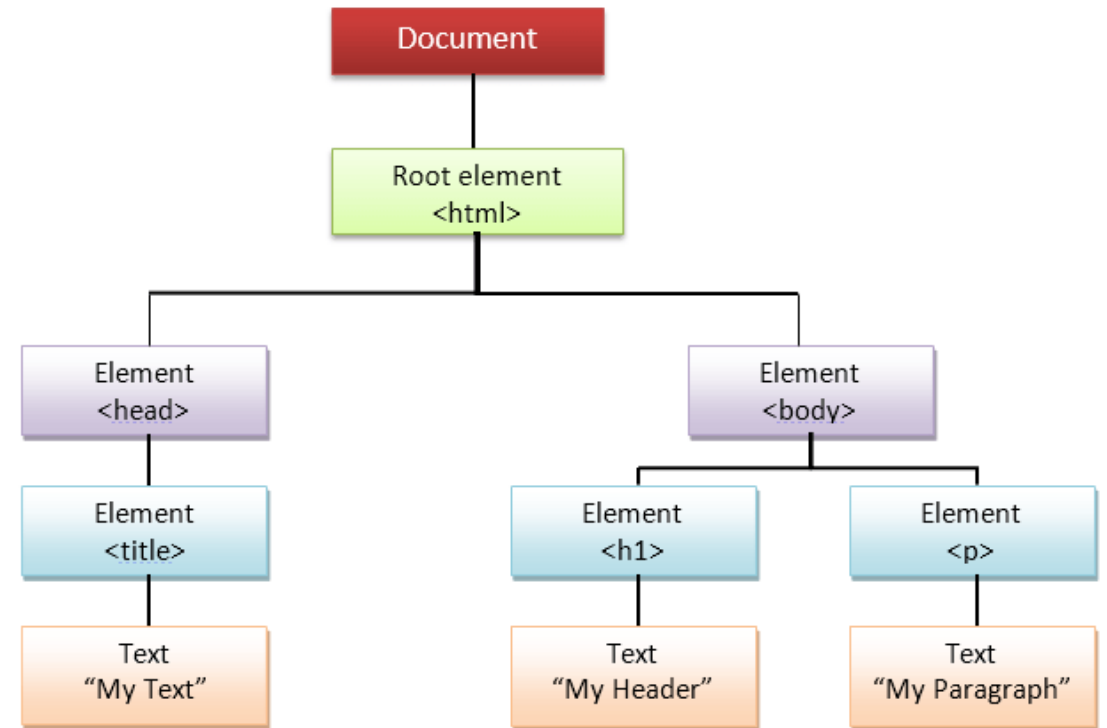 Document
Root element
<html>
Element
<head>
Element
<body>
Element
<title>
Element
<h1>
Element
<p>
Text
“My Text”
Text
“My Header”
Text
“My Paragraph”